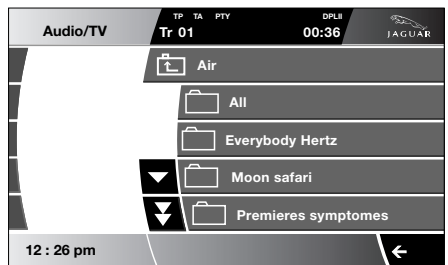 TP TA PTY DPLII
Audio/TV Tr 01 00:36 JAGUAR
Air
All
Everybody Hertz
Moon safari
Premieres symptomes
12 : 26 pm